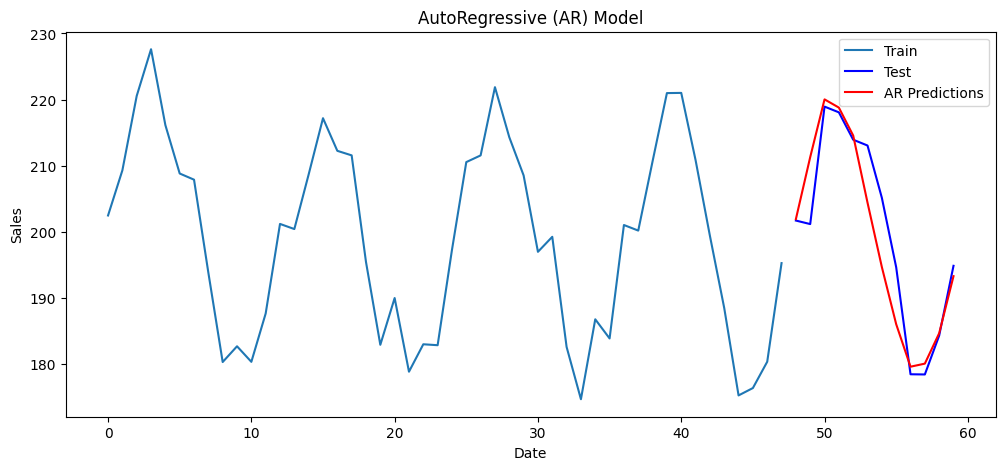 AutoRegressive (AR) Model
230
220
210
200
190
180
Sales
0 10 20 30 40 50 60
Date
Train
Test
AR Predictions